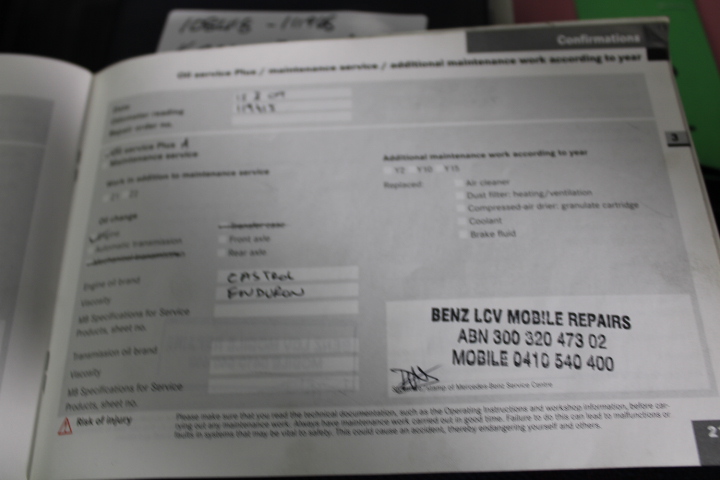 Confirmations
Oil service Plus / maintenance service / additional maintenance work according to year
3
Date
Odometer reading
Repair order no.
Oil service Plus A
Maintenance service
Work in addition to maintenance service
Oil change
Engine
Automatic transmission
Mechanical transmission
Transfer case
Front axle
Rear axle
Additional maintenance work according to year
Y2 Y10 Y15
Replaced:
Air cleaner
Dust filter: heating/ventilation
Compressed-air drier: granulate cartridge
Coolant
Brake fluid
Engine oil brand CASTROL
Viscosity ENDURON
MB Specifications for Service
Products, sheet no.
Transmission oil brand
Viscosity
MB Specifications for Service
Products, sheet no.
BENZ LCV MOBILE REPAIRS
ABN 300 320 473 02
MOBILE 0410 540 400
Stamp of Mercedes-Benz Service Centre
Risk of injury
Please make sure that you read the technical documentation, such as the Operating Instructions and workshop information, before car-
rying out any maintenance work. Always have maintenance work carried out in good time. Failure to do this can lead to malfunctions or
faults in systems that may be vital to safety. This could cause an accident, thereby endangering yourself and others.